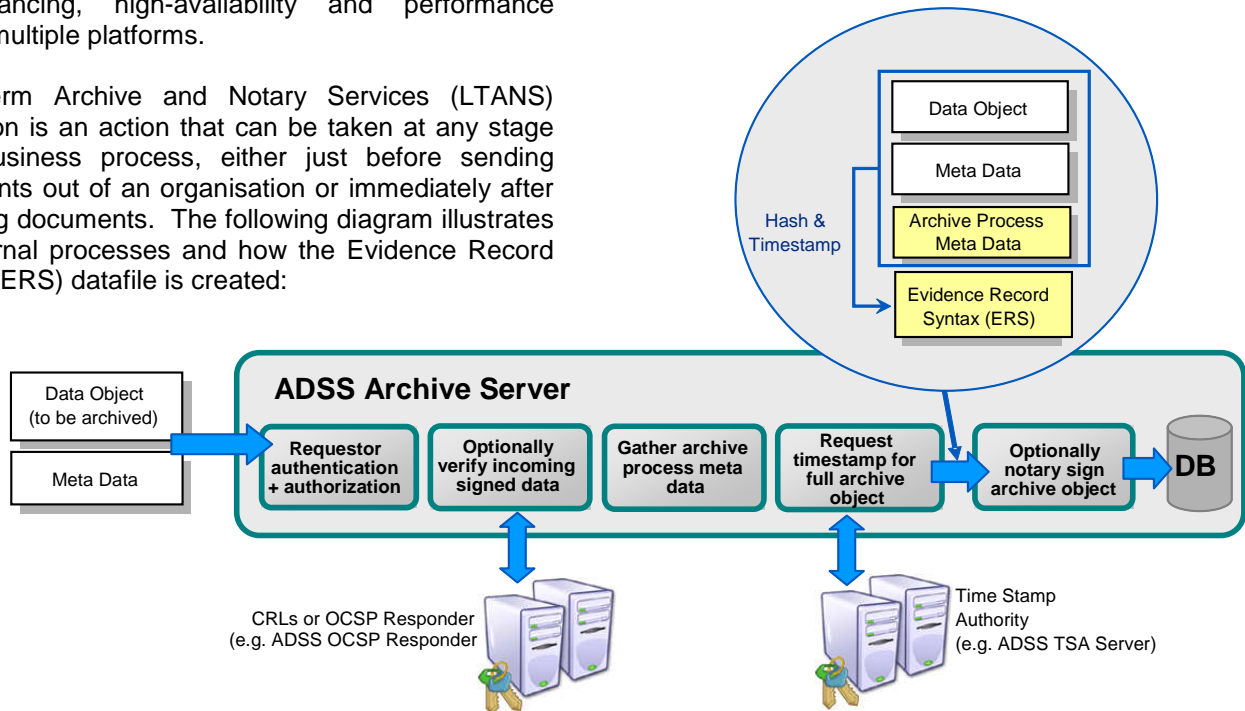 ancing, high-availability and performance
multiple platforms.
erm Archive and Notary Services (LTANS)
on is an action that can be taken at any stage
usiness process, either just before sending
nts out of an organisation or immediately after
g documents. The following diagram illustrates
rnal processes and how the Evidence Record
ERS) datafile is created:
Data Object
Meta Data
Archive Process
Meta Data
Hash &
Timestamp
Evidence Record
Syntax (ERS)
Data Object
(to be archived)
Meta Data
ADSS Archive Server
Requestor
authentication
+ authorization
Optionally
verify incoming
signed data
Gather archive
process meta
data
Request
timestamp for
full archive
object
Optionally
notary sign
archive object
DB
CRLs or OCSP Responder
(e.g. ADSS OCSP Responder
Time Stamp
Authority
(e.g. ADSS TSA Server)